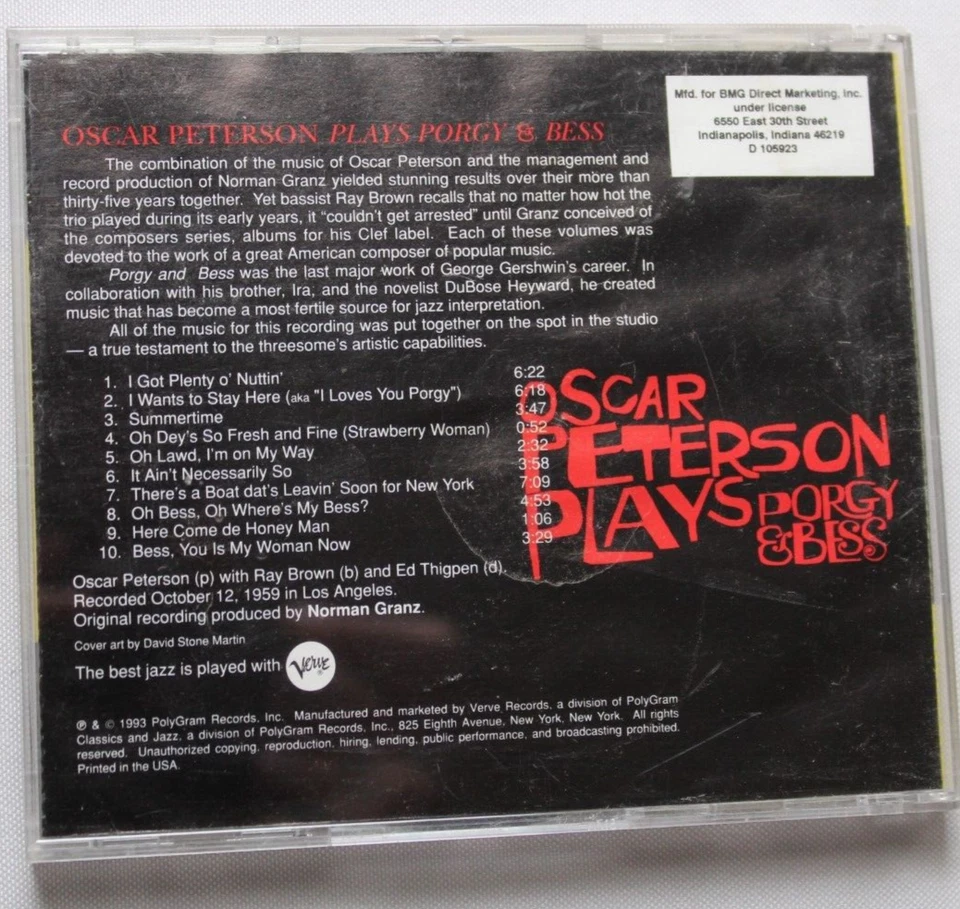 Mfd. for BMG Direct Marketing, Inc.
under license
6550 East 30th Street
Indianapolis, Indiana 46219
D 105923
OSCAR PETERSON PLAYS PORGY & BESS
The combination of the music of Oscar Peterson and the management and
record production of Norman Granz yielded stunning results over their more than
thirty-five years together. Yet bassist Ray Brown recalls that no matter how hot the
trio played during its early years, it "couldn't get arrested" until Granz conceived of
the composers series, albums for his Clef label. Each of these volumes was
devoted to the work of a great American composer of popular music.
Porgy and Bess was the last major work of George Gershwin's career. In
collaboration with his brother, Ira, and the novelist DuBose Heyward, he created
music that has become a most fertile source for jazz interpretation.
All of the music for this recording was put together on the spot in the studio
— a true testament to the threesome's artistic capabilities.
1. I Got Plenty o' Nuttin' 6:22
2. I Wants to Stay Here (aka "I Loves You Porgy") 6:18
3. Summertime 3:47
4. Oh Dey's So Fresh and Fine (Strawberry Woman) 0:52
5. Oh Lawd, I'm on My Way 2:32
6. It Ain't Necessarily So 3:58
7. There's a Boat dat's Leavin' Soon for New York 7:09
8. Oh Bess, Oh Where's My Bess? 4:53
9. Here Come de Honey Man 1:06
10. Bess, You Is My Woman Now 3:29
OSCAR
PETERSON
PLAYS PORGY
& BESS
Oscar Peterson (p) with Ray Brown (b) and Ed Thigpen (d).
Recorded October 12, 1959 in Los Angeles.
Original recording produced by Norman Granz.
Cover art by David Stone Martin
The best jazz is played with Verve
℗ & © 1993 PolyGram Records, Inc. Manufactured and marketed by Verve Records, a division of PolyGram
Classics and Jazz, a division of PolyGram Records, Inc., 825 Eighth Avenue, New York, New York. All rights
reserved. Unauthorized copying, reproduction, hiring, lending, public performance, and broadcasting prohibited.
Printed in the USA.